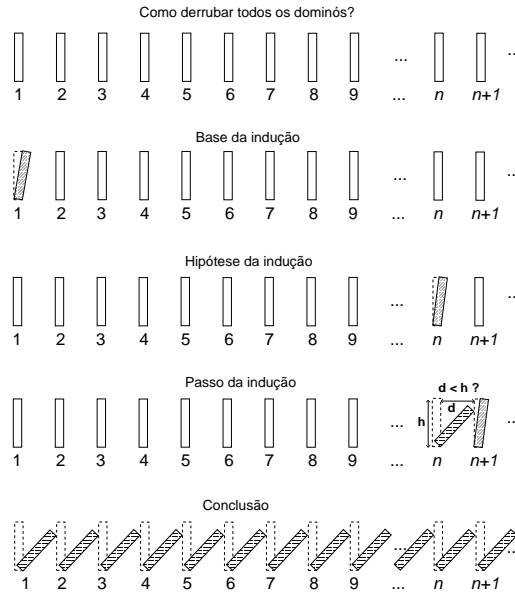 Como derrubar todos os dominós?
... ...
1 2 3 4 5 6 7 8 9 ... n n+1
Base da indução
... ...
1 2 3 4 5 6 7 8 9 ... n n+1
Hipótese da indução
... ...
1 2 3 4 5 6 7 8 9 ... n n+1
Passo da indução
d < h ?
h d
... ...
1 2 3 4 5 6 7 8 9 ... n n+1
Conclusão
... ...
1 2 3 4 5 6 7 8 9 ... n n+1